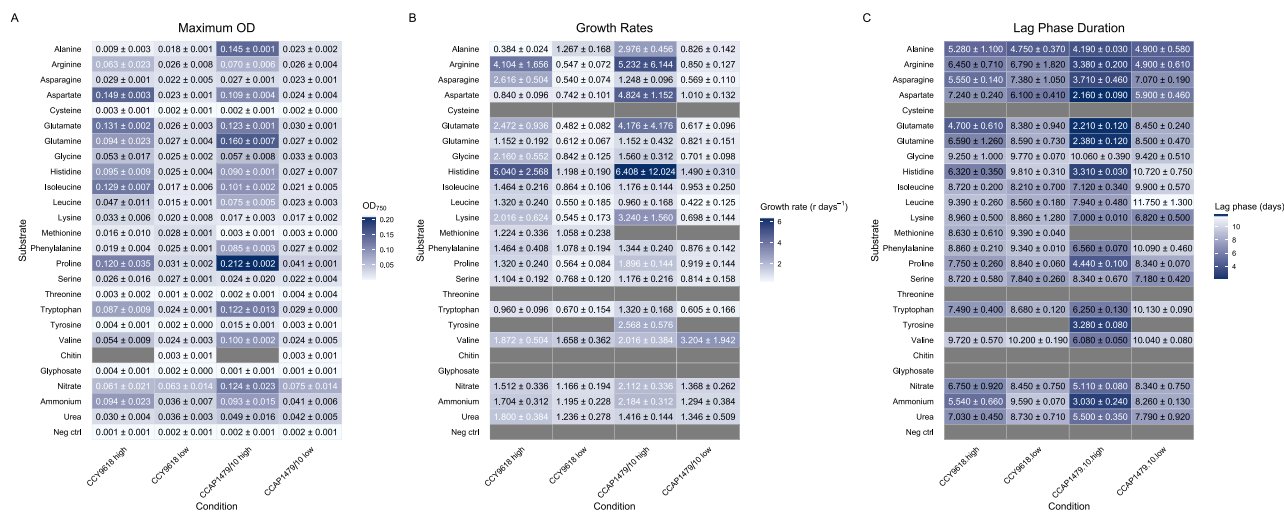 A
Maximum OD
Substrate
Alanine 0.009 ± 0.003 0.018 ± 0.001 0.145 ± 0.001 0.023 ± 0.002
Arginine 0.063 ± 0.023 0.026 ± 0.008 0.070 ± 0.006 0.026 ± 0.004
Asparagine 0.029 ± 0.001 0.022 ± 0.005 0.027 ± 0.001 0.023 ± 0.003
Aspartate 0.149 ± 0.003 0.023 ± 0.001 0.109 ± 0.004 0.024 ± 0.004
Cysteine 0.003 ± 0.001 0.002 ± 0.001 0.002 ± 0.001 0.002 ± 0.000
Glutamate 0.131 ± 0.002 0.026 ± 0.003 0.123 ± 0.001 0.030 ± 0.001
Glutamine 0.094 ± 0.023 0.027 ± 0.004 0.160 ± 0.007 0.027 ± 0.003
Glycine 0.053 ± 0.017 0.025 ± 0.002 0.057 ± 0.008 0.033 ± 0.003
Histidine 0.095 ± 0.009 0.024 ± 0.003 0.090 ± 0.001 0.027 ± 0.007
Isoleucine 0.129 ± 0.007 0.017 ± 0.006 0.101 ± 0.002 0.021 ± 0.004
Leucine 0.047 ± 0.011 0.015 ± 0.003 0.075 ± 0.005 0.023 ± 0.003
Lysine 0.033 ± 0.006 0.020 ± 0.004 0.017 ± 0.003 0.017 ± 0.002
Methionine 0.016 ± 0.010 0.028 ± 0.001 0.003 ± 0.001 0.003 ± 0.000
Phenylalanine 0.019 ± 0.004 0.025 ± 0.001 0.085 ± 0.003 0.027 ± 0.001
Proline 0.120 ± 0.035 0.031 ± 0.002 0.212 ± 0.002 0.041 ± 0.001
Serine 0.026 ± 0.016 0.027 ± 0.001 0.024 ± 0.020 0.022 ± 0.004
Threonine 0.003 ± 0.002 0.001 ± 0.002 0.002 ± 0.001 0.004 ± 0.004
Tryptophan 0.087 ± 0.009 0.024 ± 0.001 0.122 ± 0.013 0.029 ± 0.000
Tyrosine 0.004 ± 0.001 0.002 ± 0.000 0.015 ± 0.001 0.003 ± 0.001
Valine 0.054 ± 0.009 0.024 ± 0.003 0.100 ± 0.002 0.024 ± 0.005
Chitin 0.003 ± 0.001 0.003 ± 0.001
Glyphosate 0.004 ± 0.001 0.002 ± 0.000 0.001 ± 0.001 0.001 ± 0.001
Nitrate 0.061 ± 0.021 0.063 ± 0.014 0.124 ± 0.023 0.075 ± 0.014
Ammonium 0.094 ± 0.023 0.036 ± 0.007 0.093 ± 0.015 0.041 ± 0.006
Urea 0.030 ± 0.004 0.036 ± 0.003 0.049 ± 0.016 0.042 ± 0.005
Neg ctrl 0.001 ± 0.001 0.002 ± 0.001 0.002 ± 0.001 0.002 ± 0.001
CCY9618 high CCY9618 low CCAP1479/10 high CCAP1479/10 low
Condition
OD750
0.20
0.15
0.10
0.05
B
Growth Rates
Substrate
Alanine 0.384 ± 0.024 1.267 ± 0.168 2.976 ± 0.456 0.826 ± 0.142
Arginine 4.104 ± 1.656 0.547 ± 0.072 5.232 ± 6.144 0.850 ± 0.127
Asparagine 2.616 ± 0.504 0.540 ± 0.074 1.248 ± 0.096 0.569 ± 0.110
Aspartate 0.840 ± 0.096 0.742 ± 0.101 4.824 ± 1.152 1.010 ± 0.132
Cysteine
Glutamate 2.472 ± 0.936 0.482 ± 0.082 4.176 ± 4.176 0.617 ± 0.096
Glutamine 1.152 ± 0.192 0.612 ± 0.067 1.152 ± 0.432 0.821 ± 0.151
Glycine 2.160 ± 0.552 0.842 ± 0.125 1.560 ± 0.312 0.701 ± 0.098
Histidine 5.040 ± 2.568 1.198 ± 0.190 6.408 ± 12.024 1.490 ± 0.310
Isoleucine 1.464 ± 0.216 0.864 ± 0.106 1.176 ± 0.144 0.953 ± 0.250
Leucine 1.320 ± 0.240 0.550 ± 0.185 0.960 ± 0.168 0.422 ± 0.125
Lysine 2.016 ± 0.624 0.545 ± 0.173 3.240 ± 1.560 0.698 ± 0.144
Methionine 1.224 ± 0.336 1.058 ± 0.238
Phenylalanine 1.464 ± 0.408 1.078 ± 0.194 1.344 ± 0.240 0.876 ± 0.142
Proline 1.320 ± 0.240 0.564 ± 0.084 1.896 ± 0.144 0.919 ± 0.144
Serine 1.104 ± 0.192 0.768 ± 0.120 1.176 ± 0.216 0.814 ± 0.158
Threonine
Tryptophan 0.960 ± 0.096 0.670 ± 0.154 1.320 ± 0.168 0.605 ± 0.166
Tyrosine 2.568 ± 0.576
Valine 1.872 ± 0.504 1.658 ± 0.362 2.016 ± 0.384 3.204 ± 1.942
Chitin
Glyphosate
Nitrate 1.512 ± 0.336 1.166 ± 0.194 2.112 ± 0.336 1.368 ± 0.262
Ammonium 1.704 ± 0.312 1.195 ± 0.228 2.184 ± 0.312 1.294 ± 0.384
Urea 1.800 ± 0.384 1.236 ± 0.278 1.416 ± 0.144 1.346 ± 0.509
Neg ctrl
CCY9618 high CCY9618 low CCAP1479/10 high CCAP1479/10 low
Condition
Growth rate (r days⁻¹)
6
4
2
C
Lag Phase Duration
Substrate
Alanine 5.280 ± 1.100 4.750 ± 0.370 4.190 ± 0.030 4.900 ± 0.580
Arginine 6.450 ± 0.710 6.790 ± 1.820 3.380 ± 0.200 4.900 ± 0.610
Asparagine 5.550 ± 0.140 7.380 ± 1.050 3.710 ± 0.460 7.070 ± 0.190
Aspartate 7.240 ± 0.240 6.100 ± 0.410 2.160 ± 0.090 5.900 ± 0.460
Cysteine
Glutamate 4.700 ± 0.610 8.380 ± 0.940 2.210 ± 0.120 8.450 ± 0.240
Glutamine 6.590 ± 1.260 8.590 ± 0.730 2.380 ± 0.120 8.500 ± 0.470
Glycine 9.250 ± 1.000 9.770 ± 0.070 10.060 ± 0.390 9.420 ± 0.510
Histidine 6.320 ± 0.350 9.810 ± 0.310 3.310 ± 0.030 10.720 ± 0.750
Isoleucine 8.720 ± 0.200 8.210 ± 0.700 7.120 ± 0.340 9.900 ± 0.570
Leucine 9.390 ± 0.260 8.560 ± 0.180 7.940 ± 0.480 11.750 ± 1.300
Lysine 8.960 ± 0.500 8.860 ± 1.280 7.000 ± 0.010 6.820 ± 0.500
Methionine 8.630 ± 0.610 9.390 ± 0.040
Phenylalanine 8.860 ± 0.210 9.340 ± 0.010 6.560 ± 0.070 10.090 ± 0.460
Proline 7.750 ± 0.260 8.840 ± 0.060 4.440 ± 0.100 8.340 ± 0.070
Serine 8.720 ± 0.580 7.840 ± 0.260 8.340 ± 0.670 7.180 ± 0.420
Threonine
Tryptophan 7.490 ± 0.400 8.680 ± 0.120 6.250 ± 0.130 10.130 ± 0.090
Tyrosine 3.280 ± 0.080
Valine 9.720 ± 0.570 10.200 ± 0.190 6.080 ± 0.050 10.040 ± 0.080
Chitin
Glyphosate
Nitrate 6.750 ± 0.920 8.450 ± 0.750 5.110 ± 0.080 8.340 ± 0.750
Ammonium 5.540 ± 0.660 9.590 ± 0.070 3.030 ± 0.240 8.260 ± 0.130
Urea 7.030 ± 0.450 8.730 ± 0.710 5.500 ± 0.350 7.790 ± 0.920
Neg ctrl
CCY9618.high CCY9618.low CCAP1479.10.high CCAP1479.10.low
Condition
Lag phase (days)
10
8
6
4